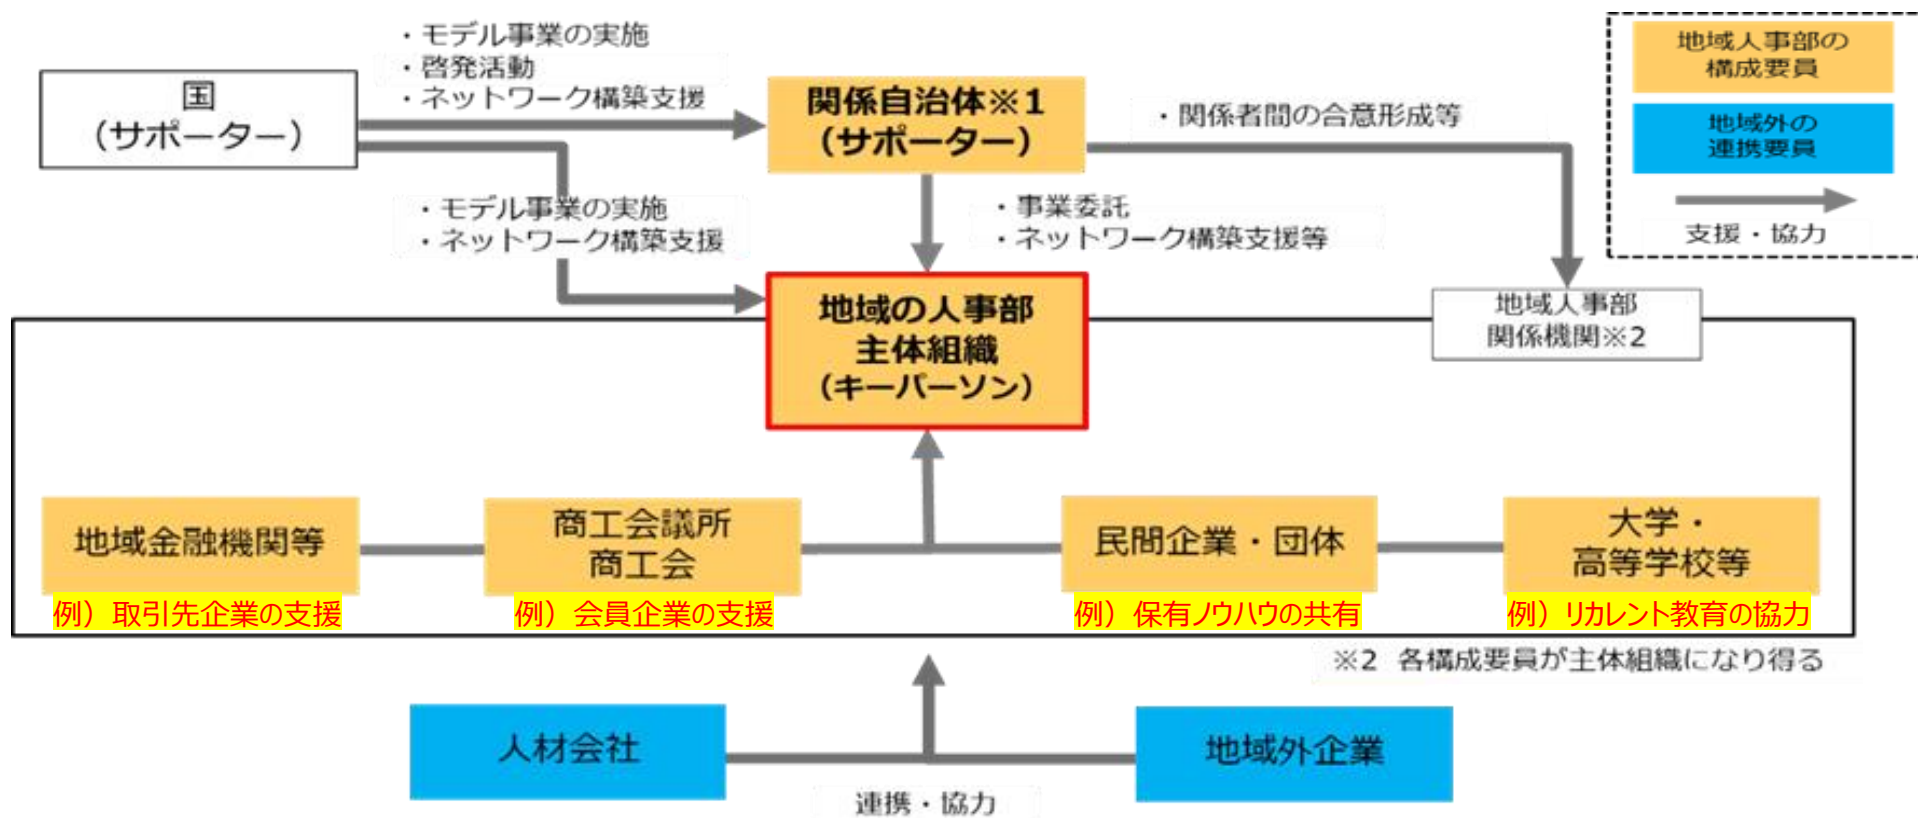 ・モデル事業の実施
・啓発活動
・ネットワーク構築支援
国
（サポーター）
関係自治体※1
（サポーター）
・関係者間の合意形成等
地域人事部の
構成要員
地域外の
連携要員
支援・協力
・モデル事業の実施
・ネットワーク構築支援
・事業委託
・ネットワーク構築支援等
地域の人事部
主体組織
（キーパーソン）
地域人事部
関係機関※2
地域金融機関等
商工会議所
商工会
民間企業・団体
大学・
高等学校等
例）取引先企業の支援
例）会員企業の支援
例）保有ノウハウの共有
例）リカレント教育の協力
※2 各構成要員が主体組織になり得る
人材会社
地域外企業
連携・協力